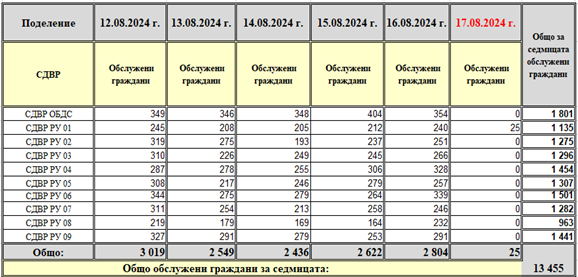 Поделение 12.08.2024 г. 13.08.2024 г. 14.08.2024 г. 15.08.2024 г. 16.08.2024 г. 17.08.2024 г. Общо за седмицата обслужени граждани
СДВР Обслужени граждани Обслужени граждани Обслужени граждани Обслужени граждани Обслужени граждани Обслужени граждани
СДВР ОБДС 349 346 348 404 354 0 1 801
СДВР РУ 01 245 208 205 212 240 25 1 135
СДВР РУ 02 319 275 193 237 251 0 1 275
СДВР РУ 03 310 226 249 245 266 0 1 296
СДВР РУ 04 287 278 255 306 328 0 1 454
СДВР РУ 05 308 217 246 279 257 0 1 307
СДВР РУ 06 344 275 279 264 339 0 1 501
СДВР РУ 07 311 254 213 258 246 0 1 282
СДВР РУ 08 219 179 169 164 232 0 963
СДВР РУ 09 327 291 279 253 291 0 1 441
Общо: 3 019 2 549 2 436 2 622 2 804 25
Общо обслужени граждани за седмицата: 13 455